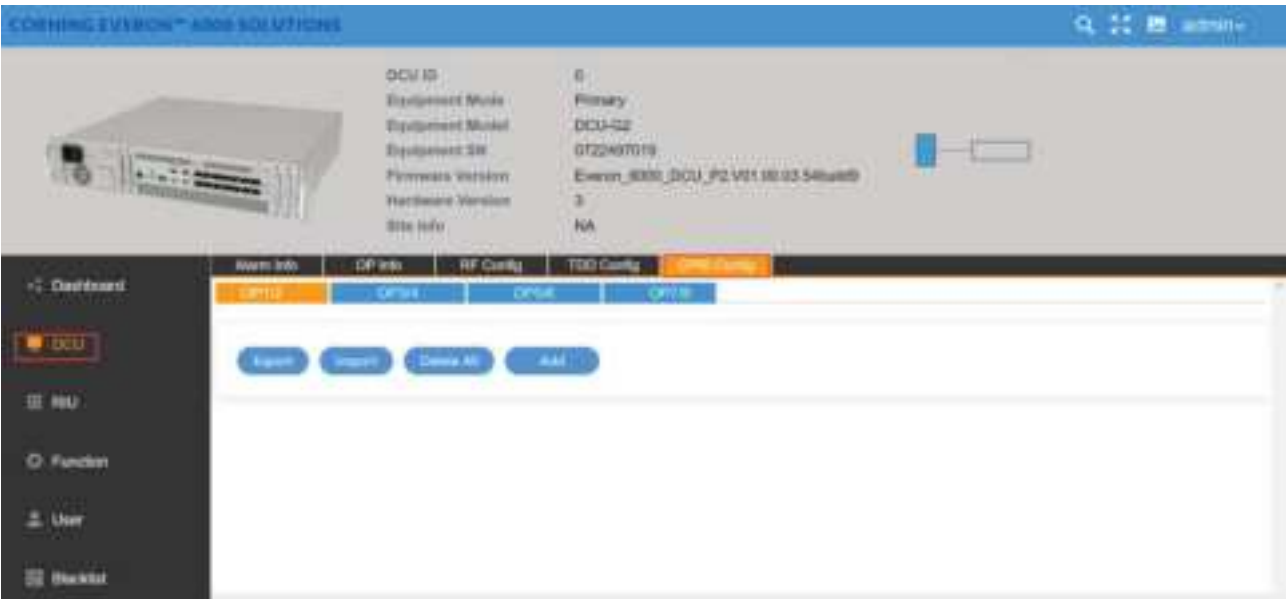 CORNING EVERON™ 6000 SOLUTIONS
admin
DCU ID 0
Equipment Mode Primary
Equipment Model DCU-G2
Equipment SN
Firmware Version
Hardware Version 3
Site Info NA
Alarm Info OP Info RF Config TDD Config CPRI Config
OP1/2 OP3/4 OP5/6 OP7/8
Export Import Delete All Add
Dashboard
DCU
RIU
Function
User
Blacklist